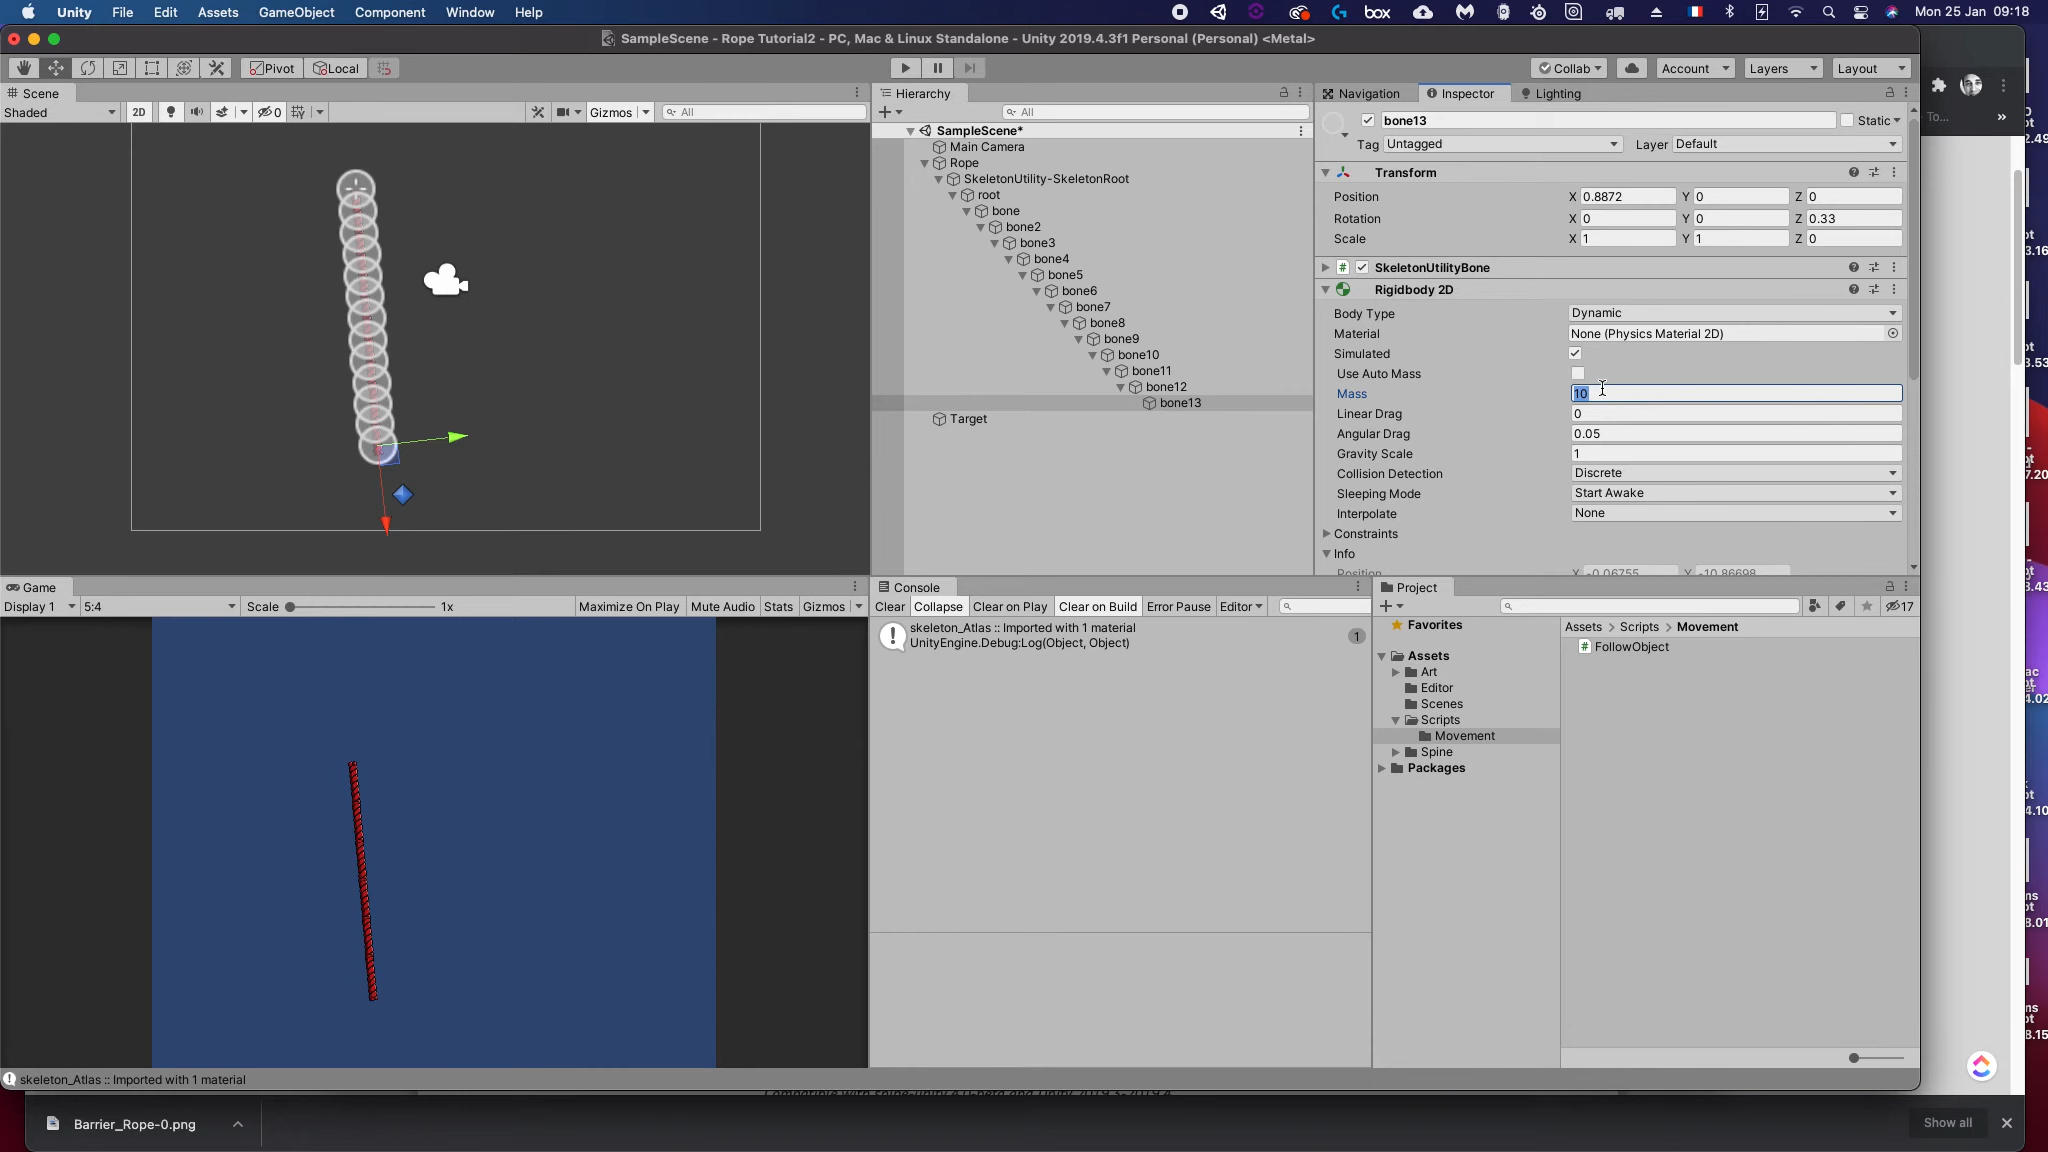 Unity File Edit Assets GameObject Component Window Help
box
Mon 25 Jan 09:18
SampleScene - Rope Tutorial2 - PC, Mac & Linux Standalone - Unity 2019.4.3f1 Personal (Personal) <Metal>
Pivot Local
Collab Account Layers Layout
Scene
Shaded 2D 0 Gizmos All
Hierarchy
All
SampleScene*
Main Camera
Rope
SkeletonUtility-SkeletonRoot
root
bone
bone2
bone3
bone4
bone5
bone6
bone7
bone8
bone9
bone10
bone11
bone12
bone13
Target
Navigation Inspector Lighting
bone13 Static
Tag Untagged Layer Default
Transform
Position X 0.8872 Y 0 Z 0
Rotation X 0 Y 0 Z 0.33
Scale X 1 Y 1 Z 0
SkeletonUtilityBone
Rigidbody 2D
Body Type Dynamic
Material None (Physics Material 2D)
Simulated
Use Auto Mass
Mass 10
Linear Drag 0
Angular Drag 0.05
Gravity Scale 1
Collision Detection Discrete
Sleeping Mode Start Awake
Interpolate None
Constraints
Info
Position X -0.06755 Y -10.86698
Game
Display 1 5:4 Scale 1x Maximize On Play Mute Audio Stats Gizmos
Console
Clear Collapse Clear on Play Clear on Build Error Pause Editor
skeleton_Atlas :: Imported with 1 material
UnityEngine.Debug:Log(Object, Object)
1
Project
17
Favorites
Assets
Art
Editor
Scenes
Scripts
Movement
Spine
Packages
Assets > Scripts > Movement
FollowObject
skeleton_Atlas :: Imported with 1 material
Barrier_Rope-0.png
Show all